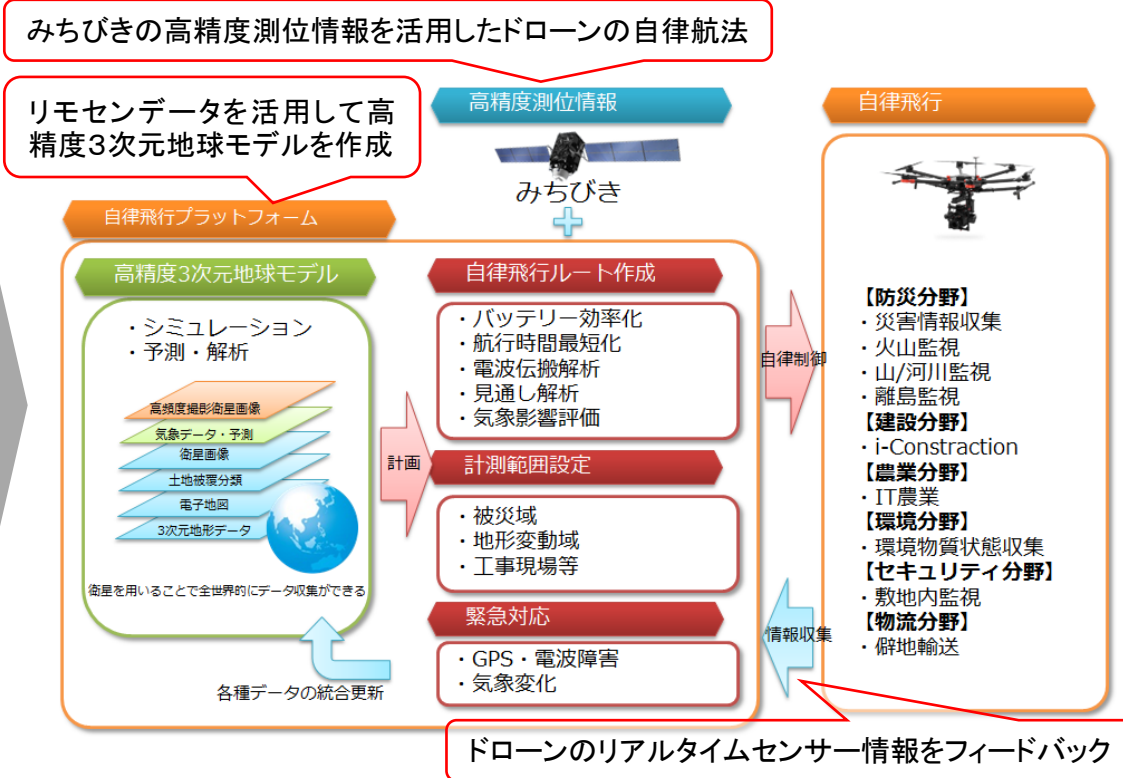 みちびきの高精度測位情報を活用したドローンの自律航法
リモセンデータを活用して高
精度３次元地球モデルを作成
高精度測位情報
みちびき
自律飛行プラットフォーム
高精度3次元地球モデル
・シミュレーション
・予測・解析
高頻度撮影衛星画像
気象データ・予測
衛星画像
土地被覆分類
電子地図
3次元地形データ
衛星を用いることで全世界的にデータ収集ができる
各種データの統合更新
計画
自律飛行ルート作成
・バッテリー効率化
・航行時間最短化
・電波伝搬解析
・見通し解析
・気象影響評価
計測範囲設定
・被災域
・地形変動域
・工事現場等
緊急対応
・GPS・電波障害
・気象変化
自律制御
情報収集
自律飛行
【防災分野】
・災害情報収集
・火山監視
・山/河川監視
・離島監視
【建設分野】
・i-Constraction
【農業分野】
・IT農業
【環境分野】
・環境物質状態収集
【セキュリティ分野】
・敷地内監視
【物流分野】
・僻地輸送
ドローンのリアルタイムセンサー情報をフィードバック